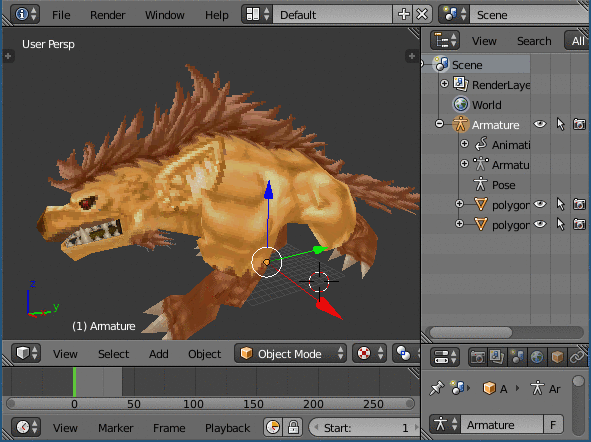 File Render Window Help Default Scene
User Persp
View Search All
Scene
RenderLaye
World
Armature
Animati
Armatu
Pose
polygon
polygon
z
y
(1) Armature
View Select Add Object Object Mode
0 50 100 150 200 250
A Ar
View Marker Frame Playback Start: 1
Armature F